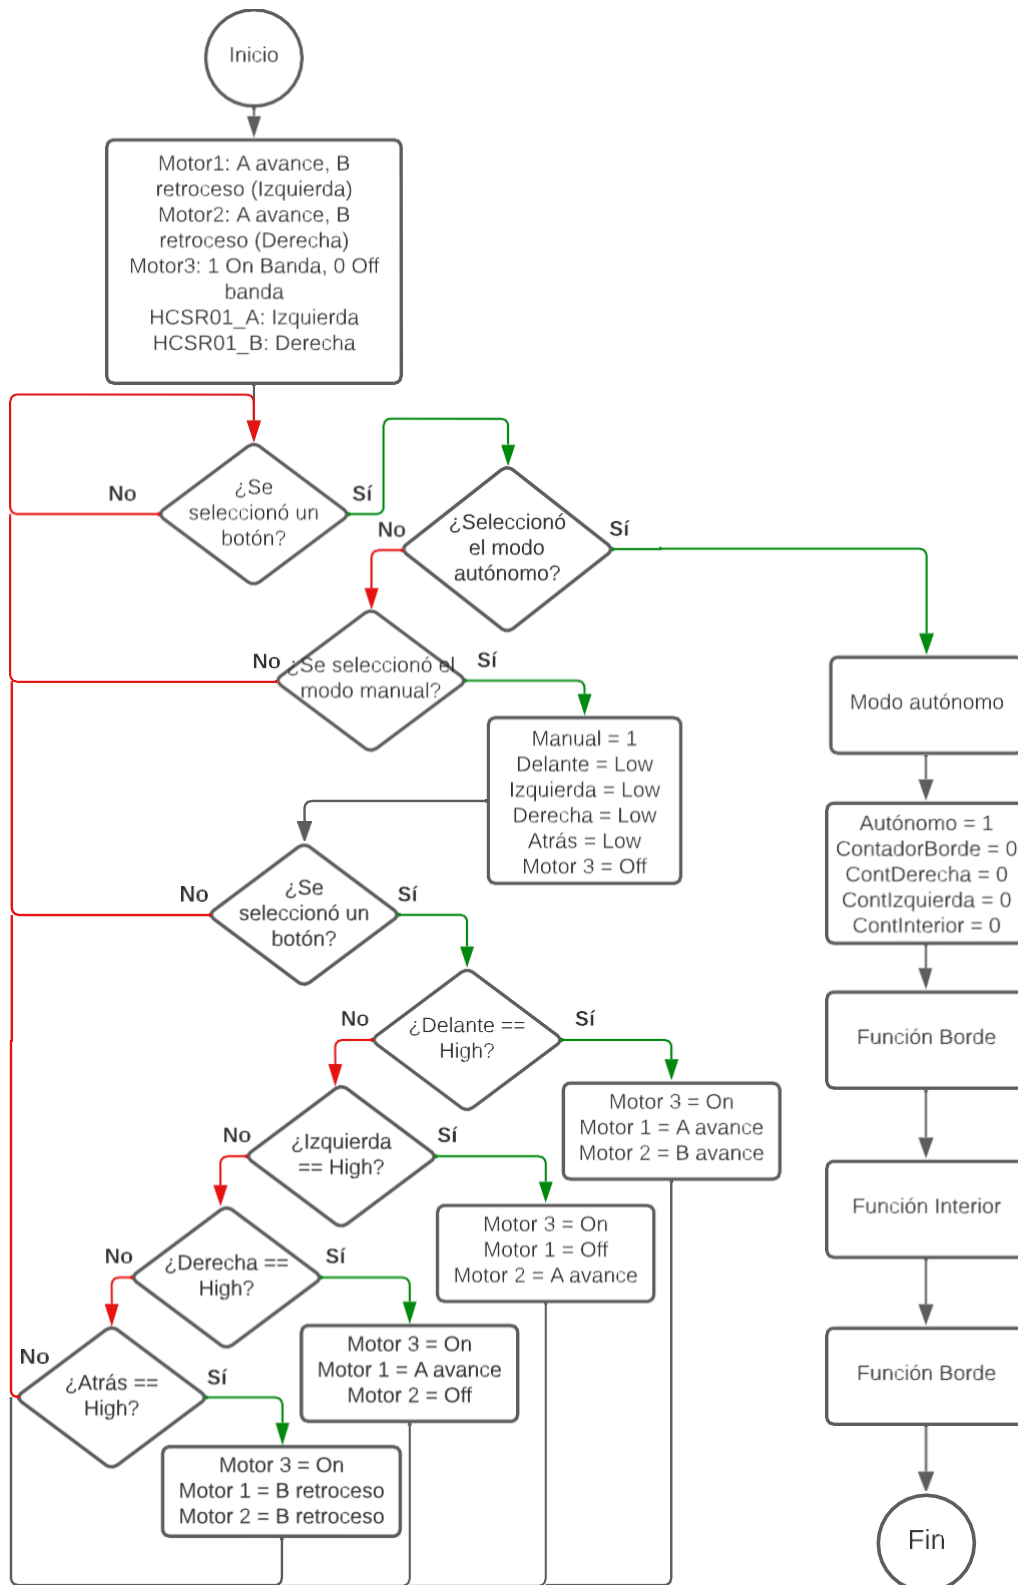 Inicio
Motor1: A avance, B
retroceso (Izquierda)
Motor2: A avance, B
retroceso (Derecha)
Motor3: 1 On Banda, 0 Off
banda
HCSR01_A: Izquierda
HCSR01_B: Derecha
No
¿Se
seleccionó un
botón?
Sí
No
¿Seleccionó
el modo
autónomo?
Sí
No
¿Se seleccionó el
modo manual?
Sí
Modo autónomo
Manual = 1
Delante = Low
Izquierda = Low
Derecha = Low
Atrás = Low
Motor 3 = Off
Autónomo = 1
ContadorBorde = 0
ContDerecha = 0
ContIzquierda = 0
ContInterior = 0
No
¿Se
seleccionó un
botón?
Sí
No
¿Delante ==
High?
Sí
Función Borde
Motor 3 = On
Motor 1 = A avance
Motor 2 = B avance
No
¿Izquierda
== High?
Sí
Función Interior
Motor 3 = On
Motor 1 = Off
Motor 2 = A avance
No
¿Derecha ==
High?
Sí
Motor 3 = On
Motor 1 = A avance
Motor 2 = Off
Función Borde
No
¿Atrás ==
High?
Sí
Motor 3 = On
Motor 1 = B retroceso
Motor 2 = B retroceso
Fin